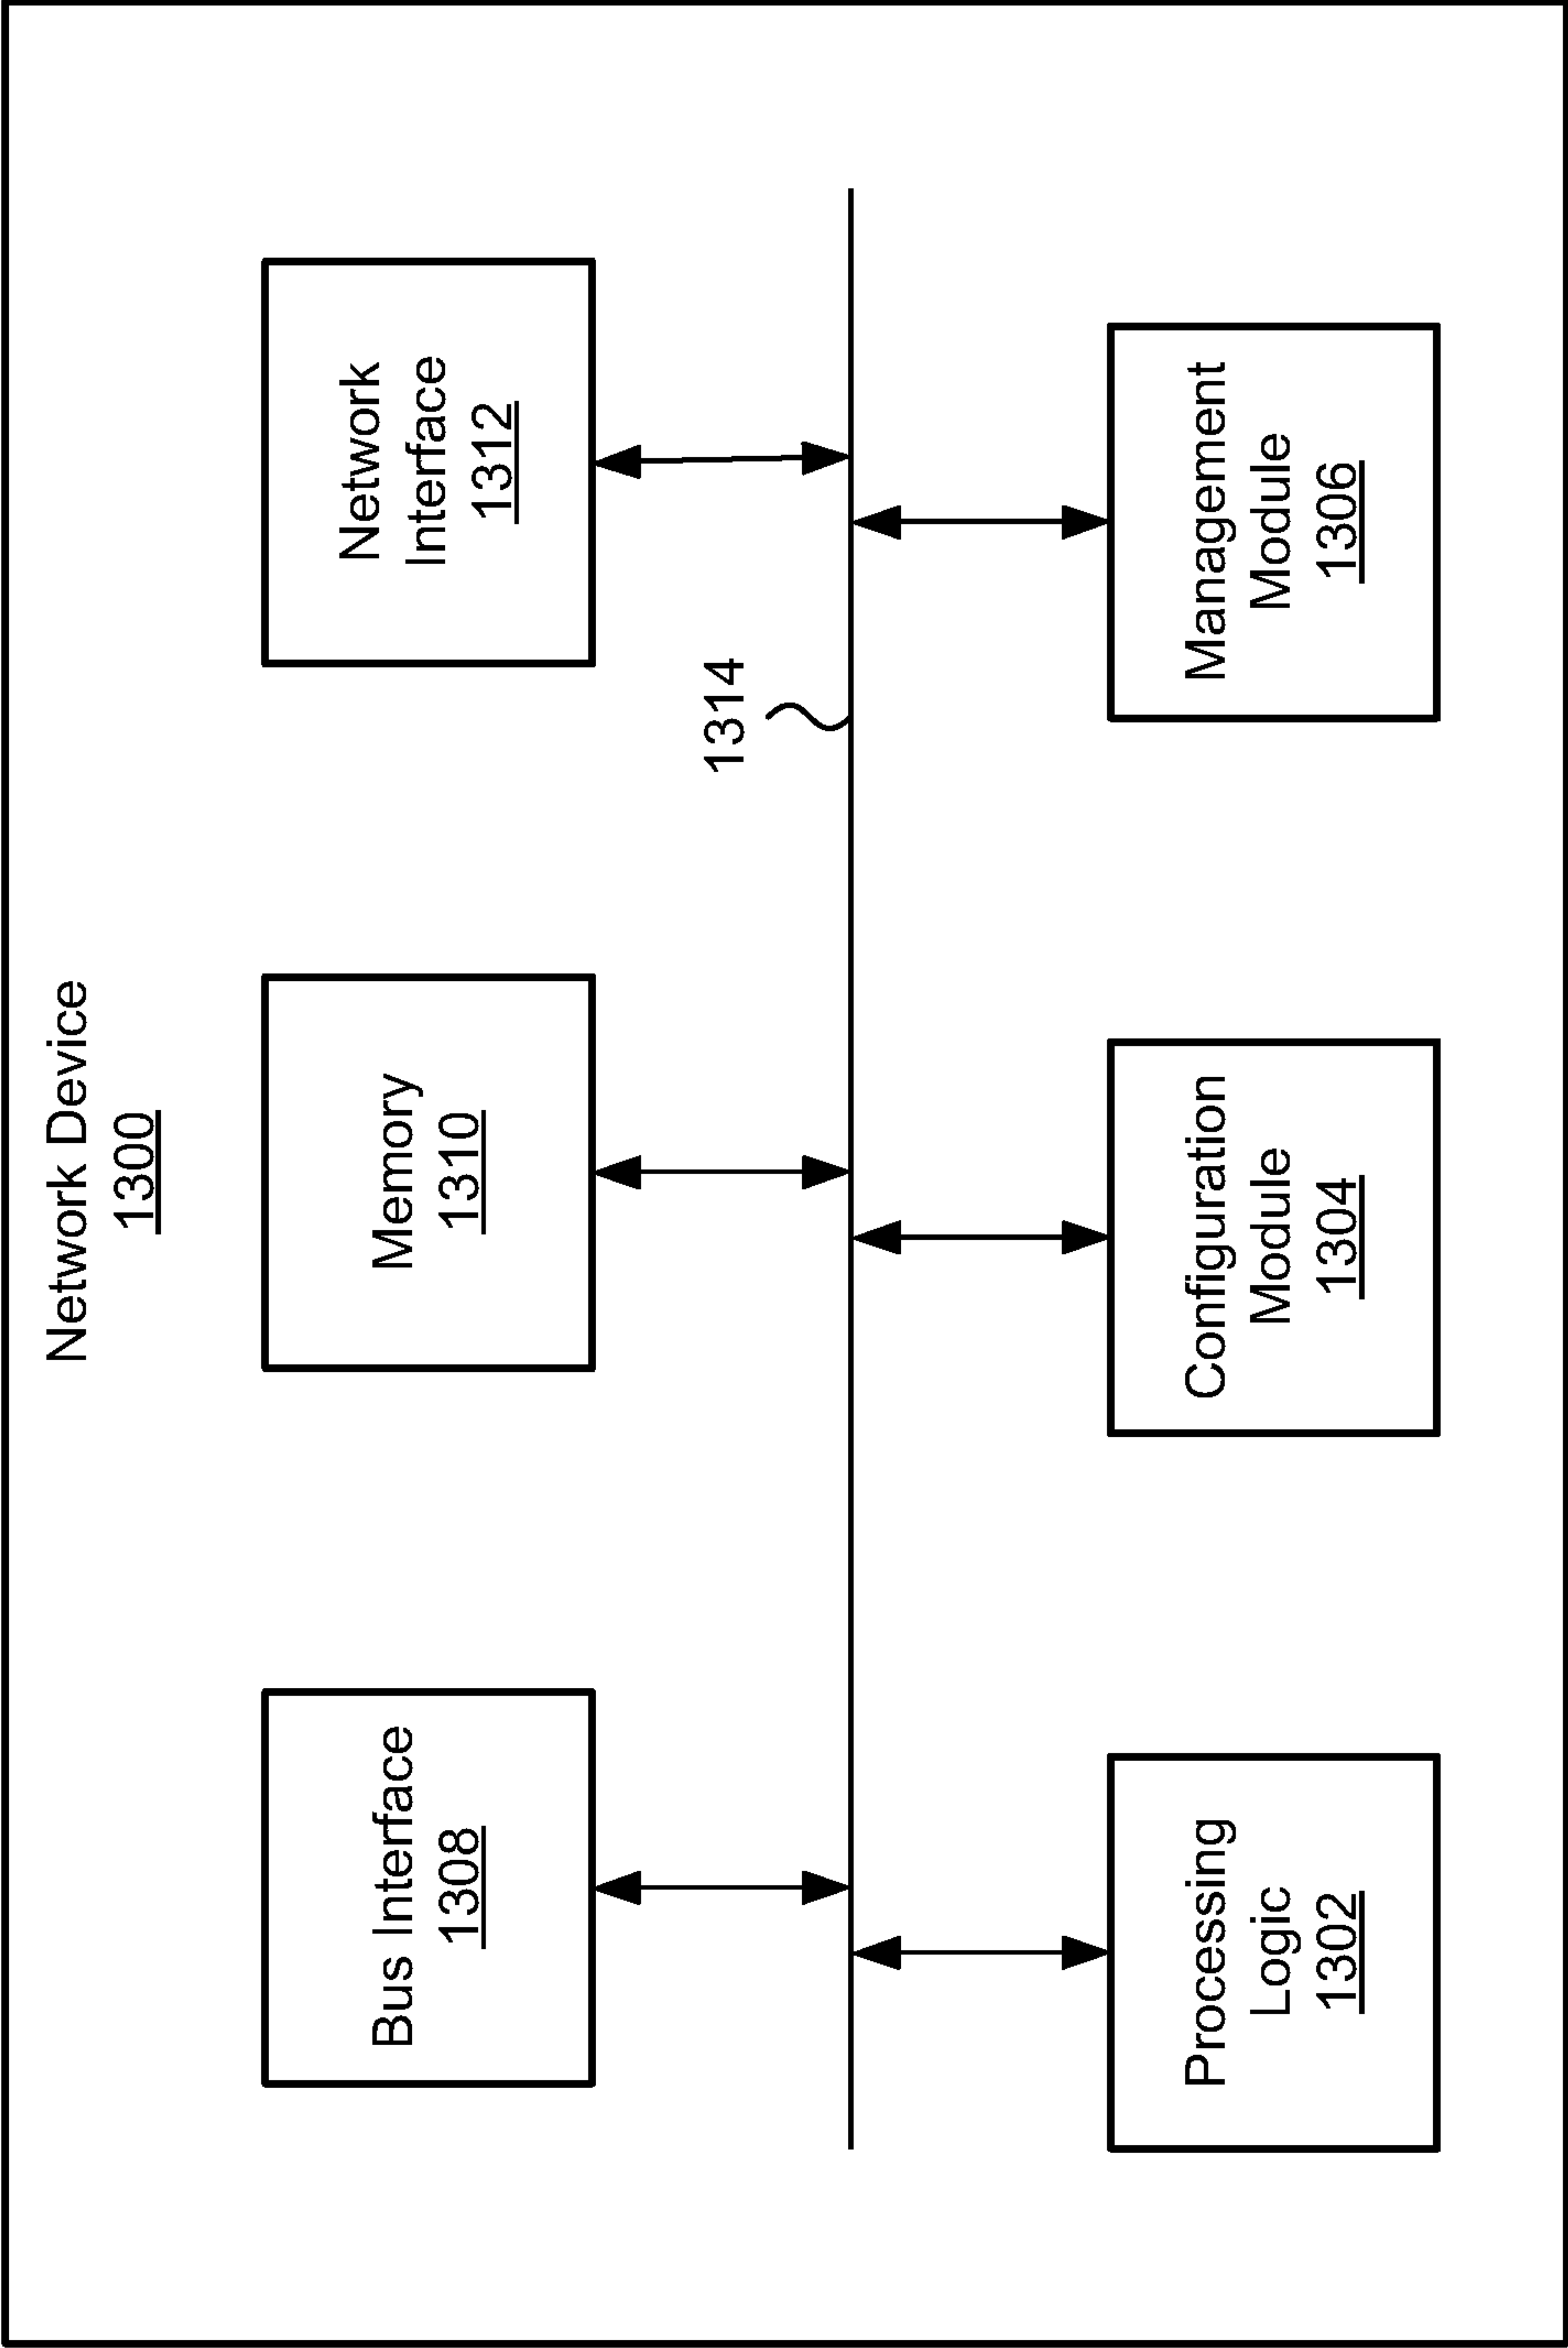 Network Device
1300
Bus Interface
1308
Memory
1310
Network
Interface
1312
1314
Processing
Logic
1302
Configuration
Module
1304
Management
Module
1306